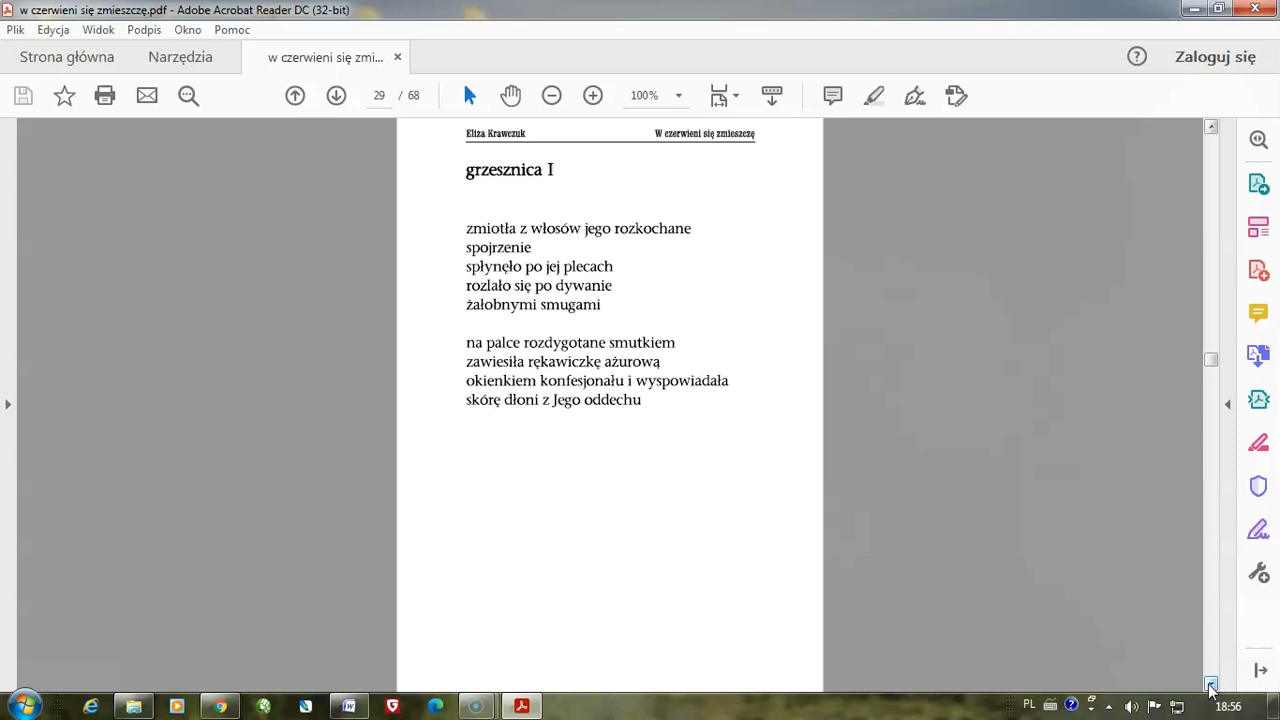 w czerwieni się zmieszczę.pdf - Adobe Acrobat Reader DC (32-bit)
Plik Edycja Widok Podpis Okno Pomoc
Strona główna Narzędzia w czerwieni się zmi... × Zaloguj się
29 / 68 100%
Eliza Krawczuk W czerwieni się zmieszczę
grzesznica I
zmiotła z włosów jego rozkochane
spojrzenie
spłynęło po jej plecach
rozlało się po dywanie
żałobnymi smugami
na palce rozdygotane smutkiem
zawiesiła rękawiczkę ażurową
okienkiem konfesjonału i wyspowiadała
skórę dłoni z Jego oddechu
PL 18:56